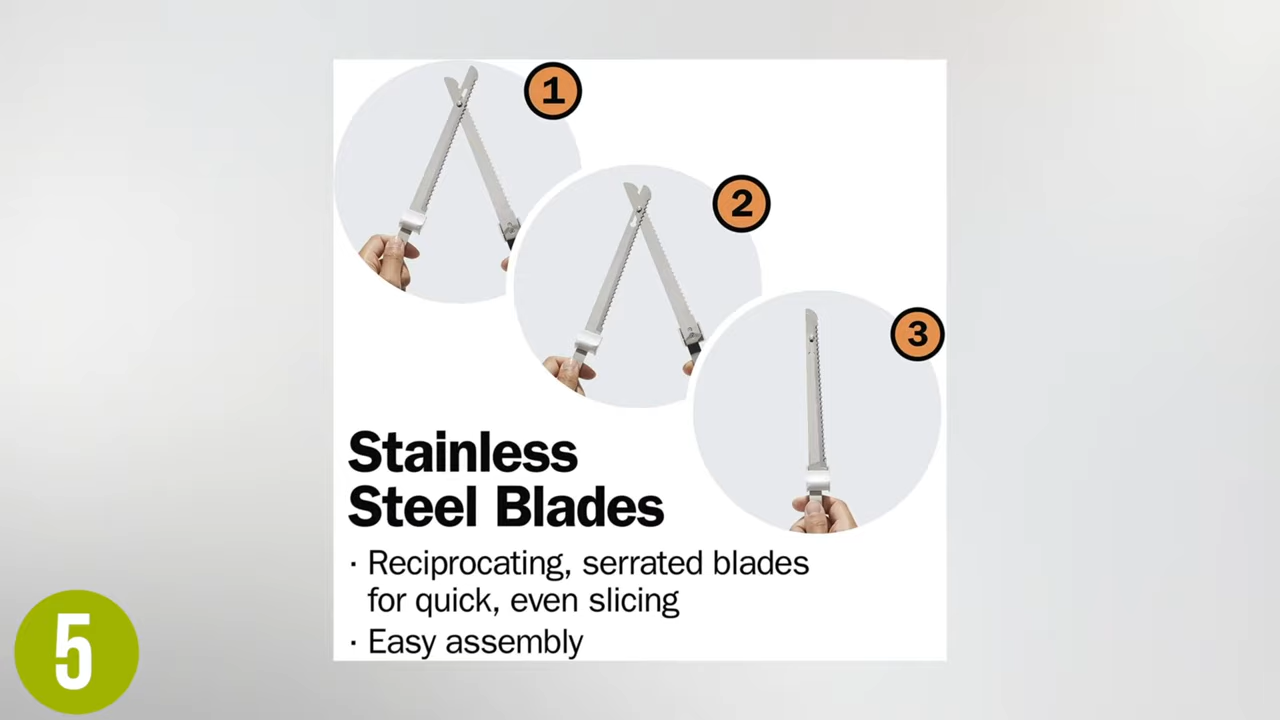 1
2
3
Stainless
Steel Blades
· Reciprocating, serrated blades
for quick, even slicing
· Easy assembly
5